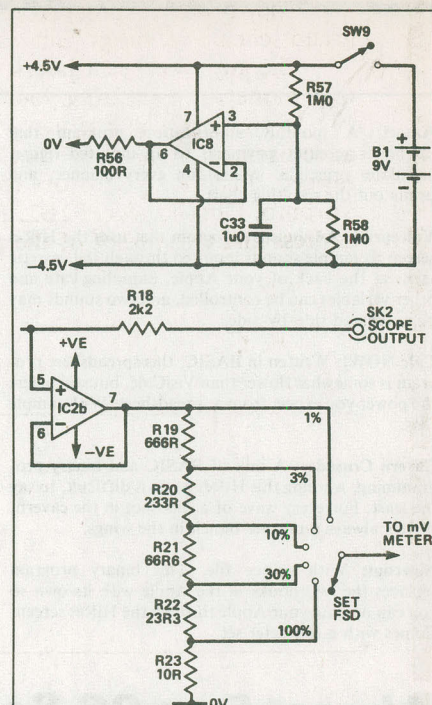 SW9
+4.5V
R57
1M0
7
3
0V
IC8
6
R56
100R
2
4
B1
9V
C33
1u0
R58
1M0
−4.5V
R18
2k2
SK2
SCOPE
OUTPUT
+VE
5
IC2b
7
6
−VE
R19
666R
1%
R20
233R
3%
10%
R21
66R6
TO mV
METER
30%
R22
23R3
SET
FSD
100%
R23
10R
0V